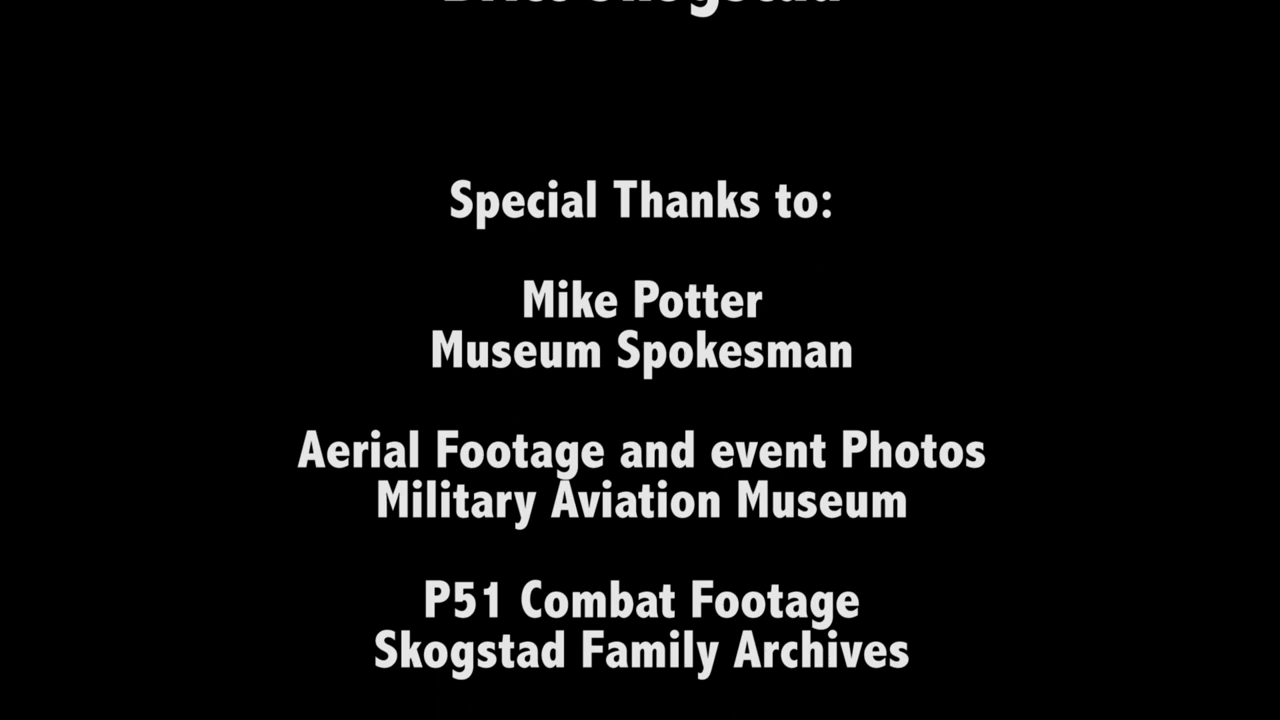 Skogstad
Special Thanks to:
Mike Potter
Museum Spokesman
Aerial Footage and event Photos
Military Aviation Museum
P51 Combat Footage
Skogstad Family Archives